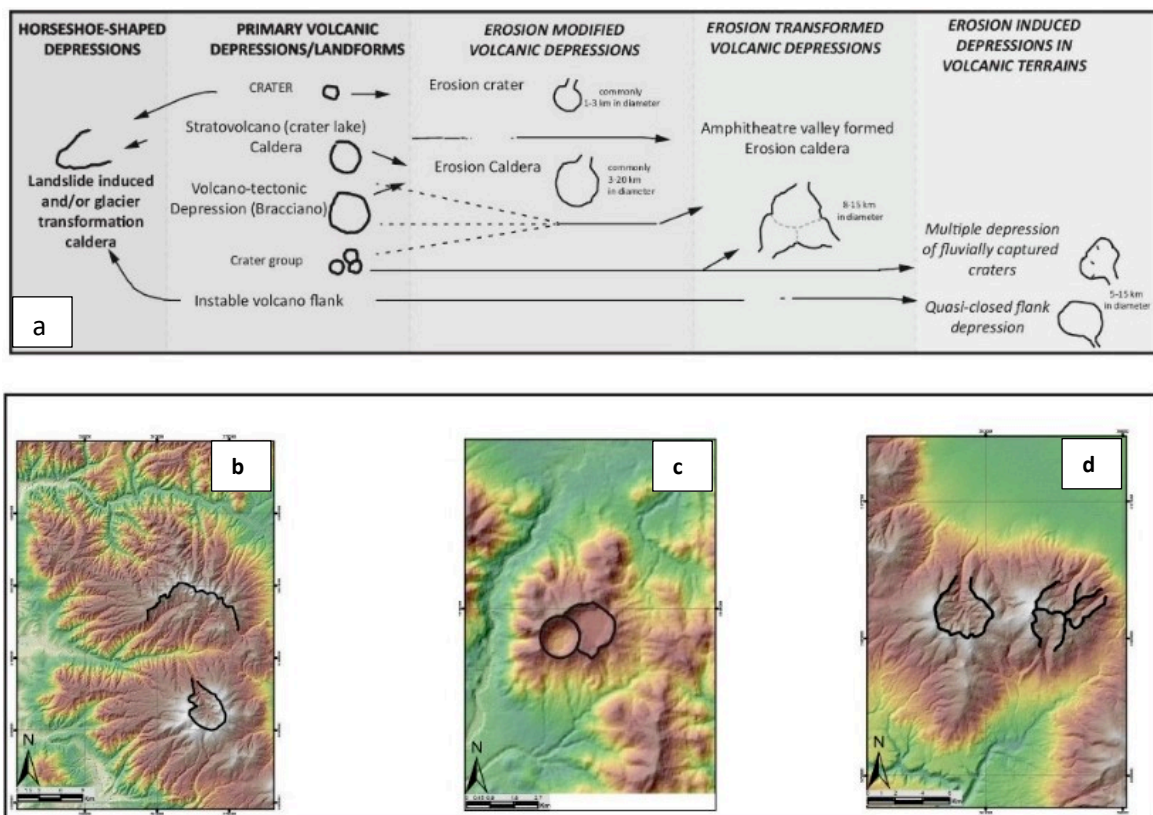 HORSESHOE-SHAPED
DEPRESSIONS
Landslide induced
and/or glacier
transformation
caldera
PRIMARY VOLCANIC
DEPRESSIONS/LANDFORMS
CRATER
Stratovolcano (crater lake)
Caldera
Volcano-tectonic
Depression (Bracciano)
Crater group
Instable volcano flank
EROSION MODIFIED
VOLCANIC DEPRESSIONS
Erosion crater
commonly
1-3 km in diameter
Erosion Caldera
commonly
3-20 km
in diameter
EROSION TRANSFORMED
VOLCANIC DEPRESSIONS
Amphitheatre valley formed
Erosion caldera
8-15 km
in diameter
EROSION INDUCED
DEPRESSIONS IN
VOLCANIC TERRAINS
Multiple depression
of fluvially captured
craters
5-15 km
in diameter
Quasi-closed flank
depression
a
b
N
Km
c
N
Km
d
N
Km